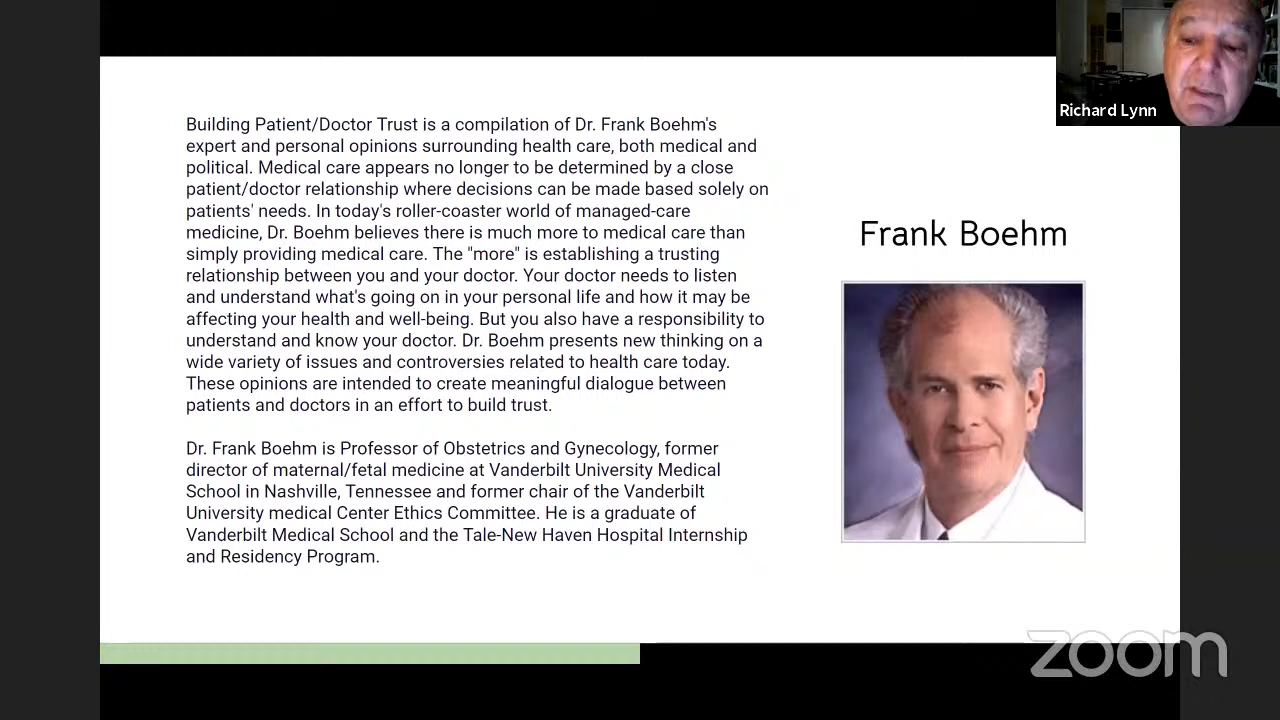 Richard Lynn
Building Patient/Doctor Trust is a compilation of Dr. Frank Boehm's
expert and personal opinions surrounding health care, both medical and
political. Medical care appears no longer to be determined by a close
patient/doctor relationship where decisions can be made based solely on
patients' needs. In today's roller-coaster world of managed-care
medicine, Dr. Boehm believes there is much more to medical care than
simply providing medical care. The "more" is establishing a trusting
relationship between you and your doctor. Your doctor needs to listen
and understand what's going on in your personal life and how it may be
affecting your health and well-being. But you also have a responsibility to
understand and know your doctor. Dr. Boehm presents new thinking on a
wide variety of issues and controversies related to health care today.
These opinions are intended to create meaningful dialogue between
patients and doctors in an effort to build trust.
Dr. Frank Boehm is Professor of Obstetrics and Gynecology, former
director of maternal/fetal medicine at Vanderbilt University Medical
School in Nashville, Tennessee and former chair of the Vanderbilt
University medical Center Ethics Committee. He is a graduate of
Vanderbilt Medical School and the Tale-New Haven Hospital Internship
and Residency Program.
Frank Boehm
zoom